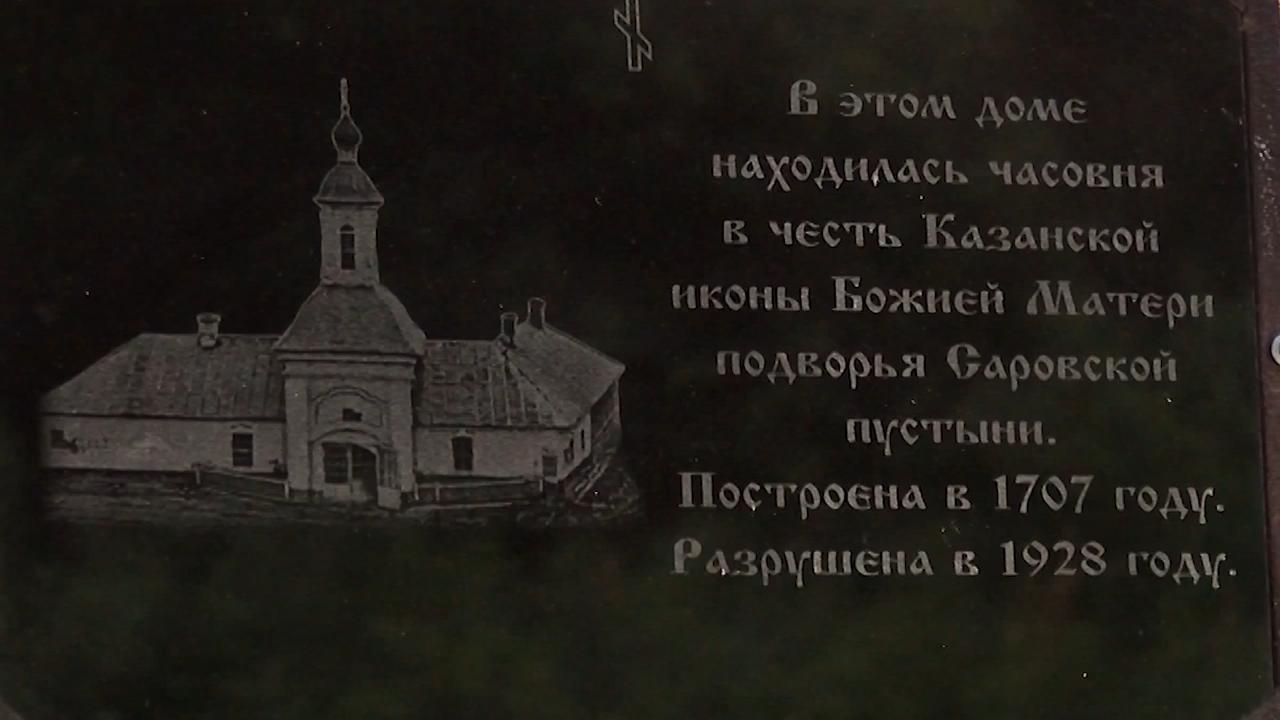 В этом доме
находилась часовня
в честь Казанской
иконы Божией Матери
подворья Саровской
пустыни.
Построена в 1707 году.
Разрушена в 1928 году.